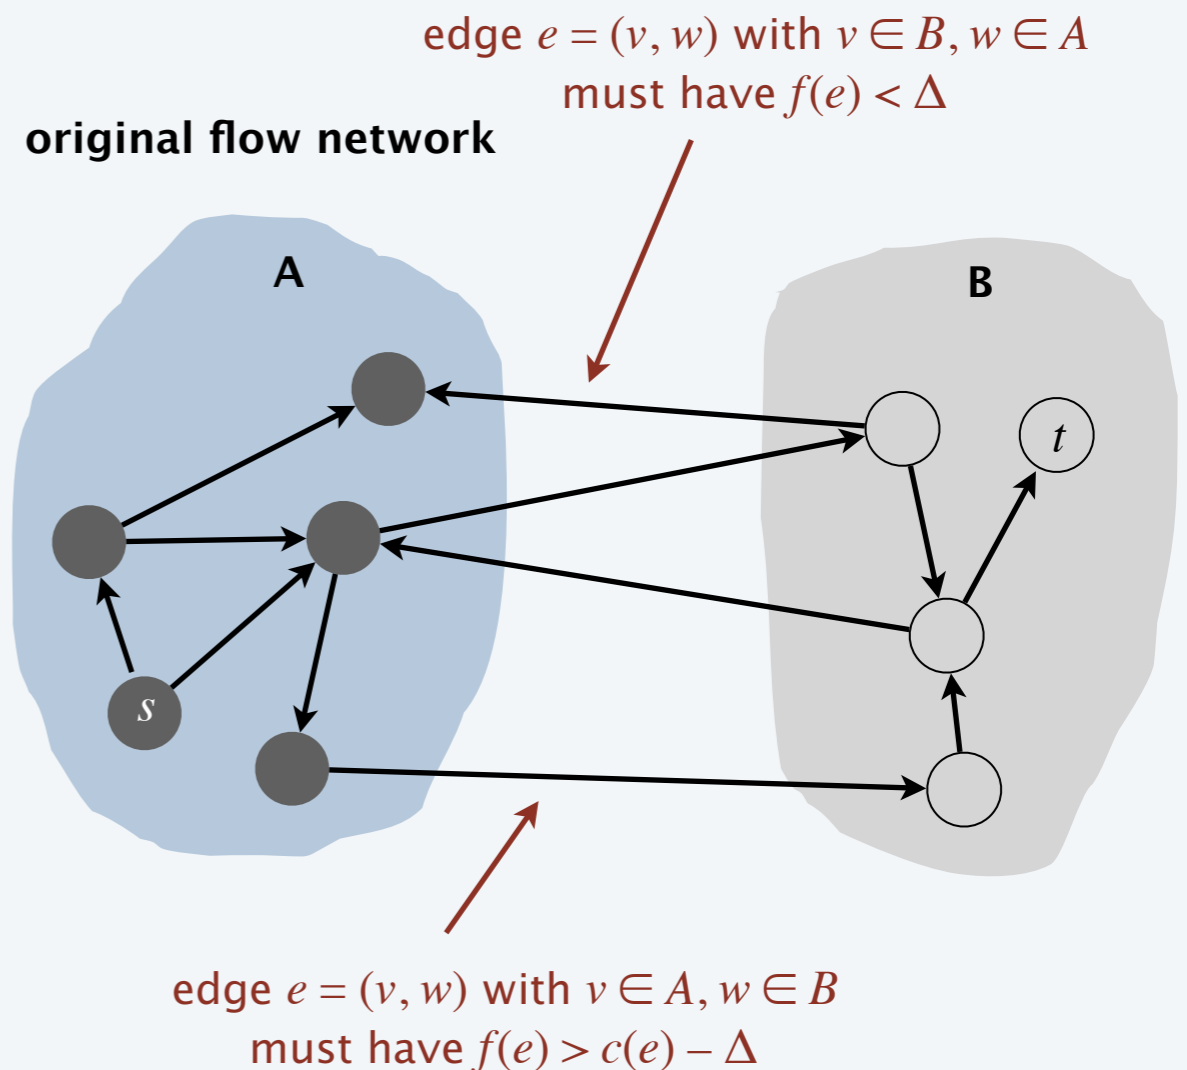 edge e = (v, w) with v ∈ B, w ∈ A
must have f(e) < Δ
original flow network
A
B
t
s
edge e = (v, w) with v ∈ A, w ∈ B
must have f(e) > c(e) – Δ